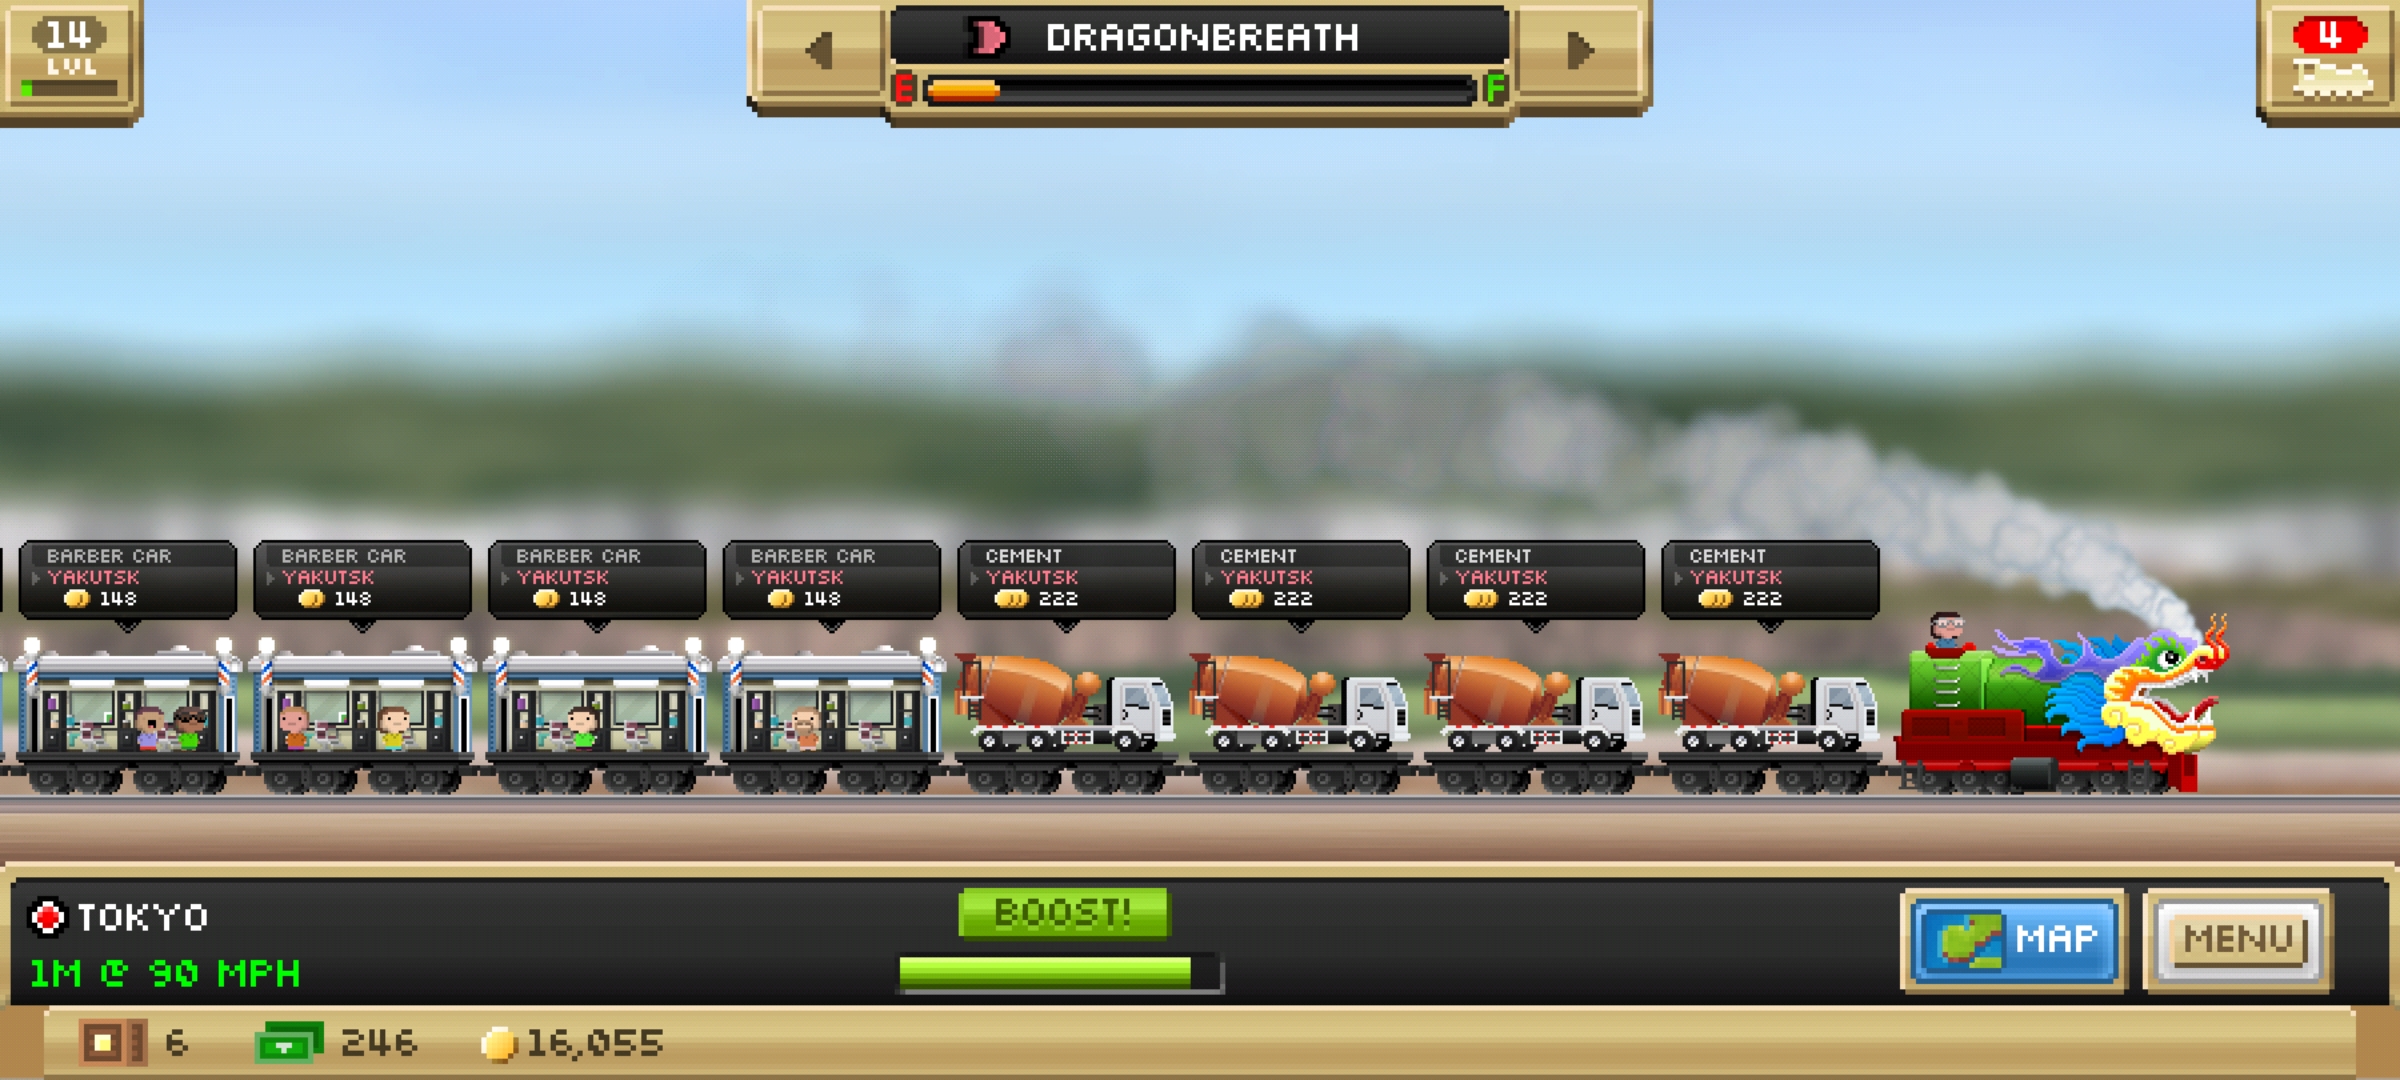 14
LVL
DRAGONBREATH
E F
4
BARBER CAR
YAKUTSK
148
BARBER CAR
YAKUTSK
148
BARBER CAR
YAKUTSK
148
BARBER CAR
YAKUTSK
148
CEMENT
YAKUTSK
222
CEMENT
YAKUTSK
222
CEMENT
YAKUTSK
222
CEMENT
YAKUTSK
222
TOKYO
1M @ 90 MPH
BOOST!
MAP
MENU
6
246
16,055